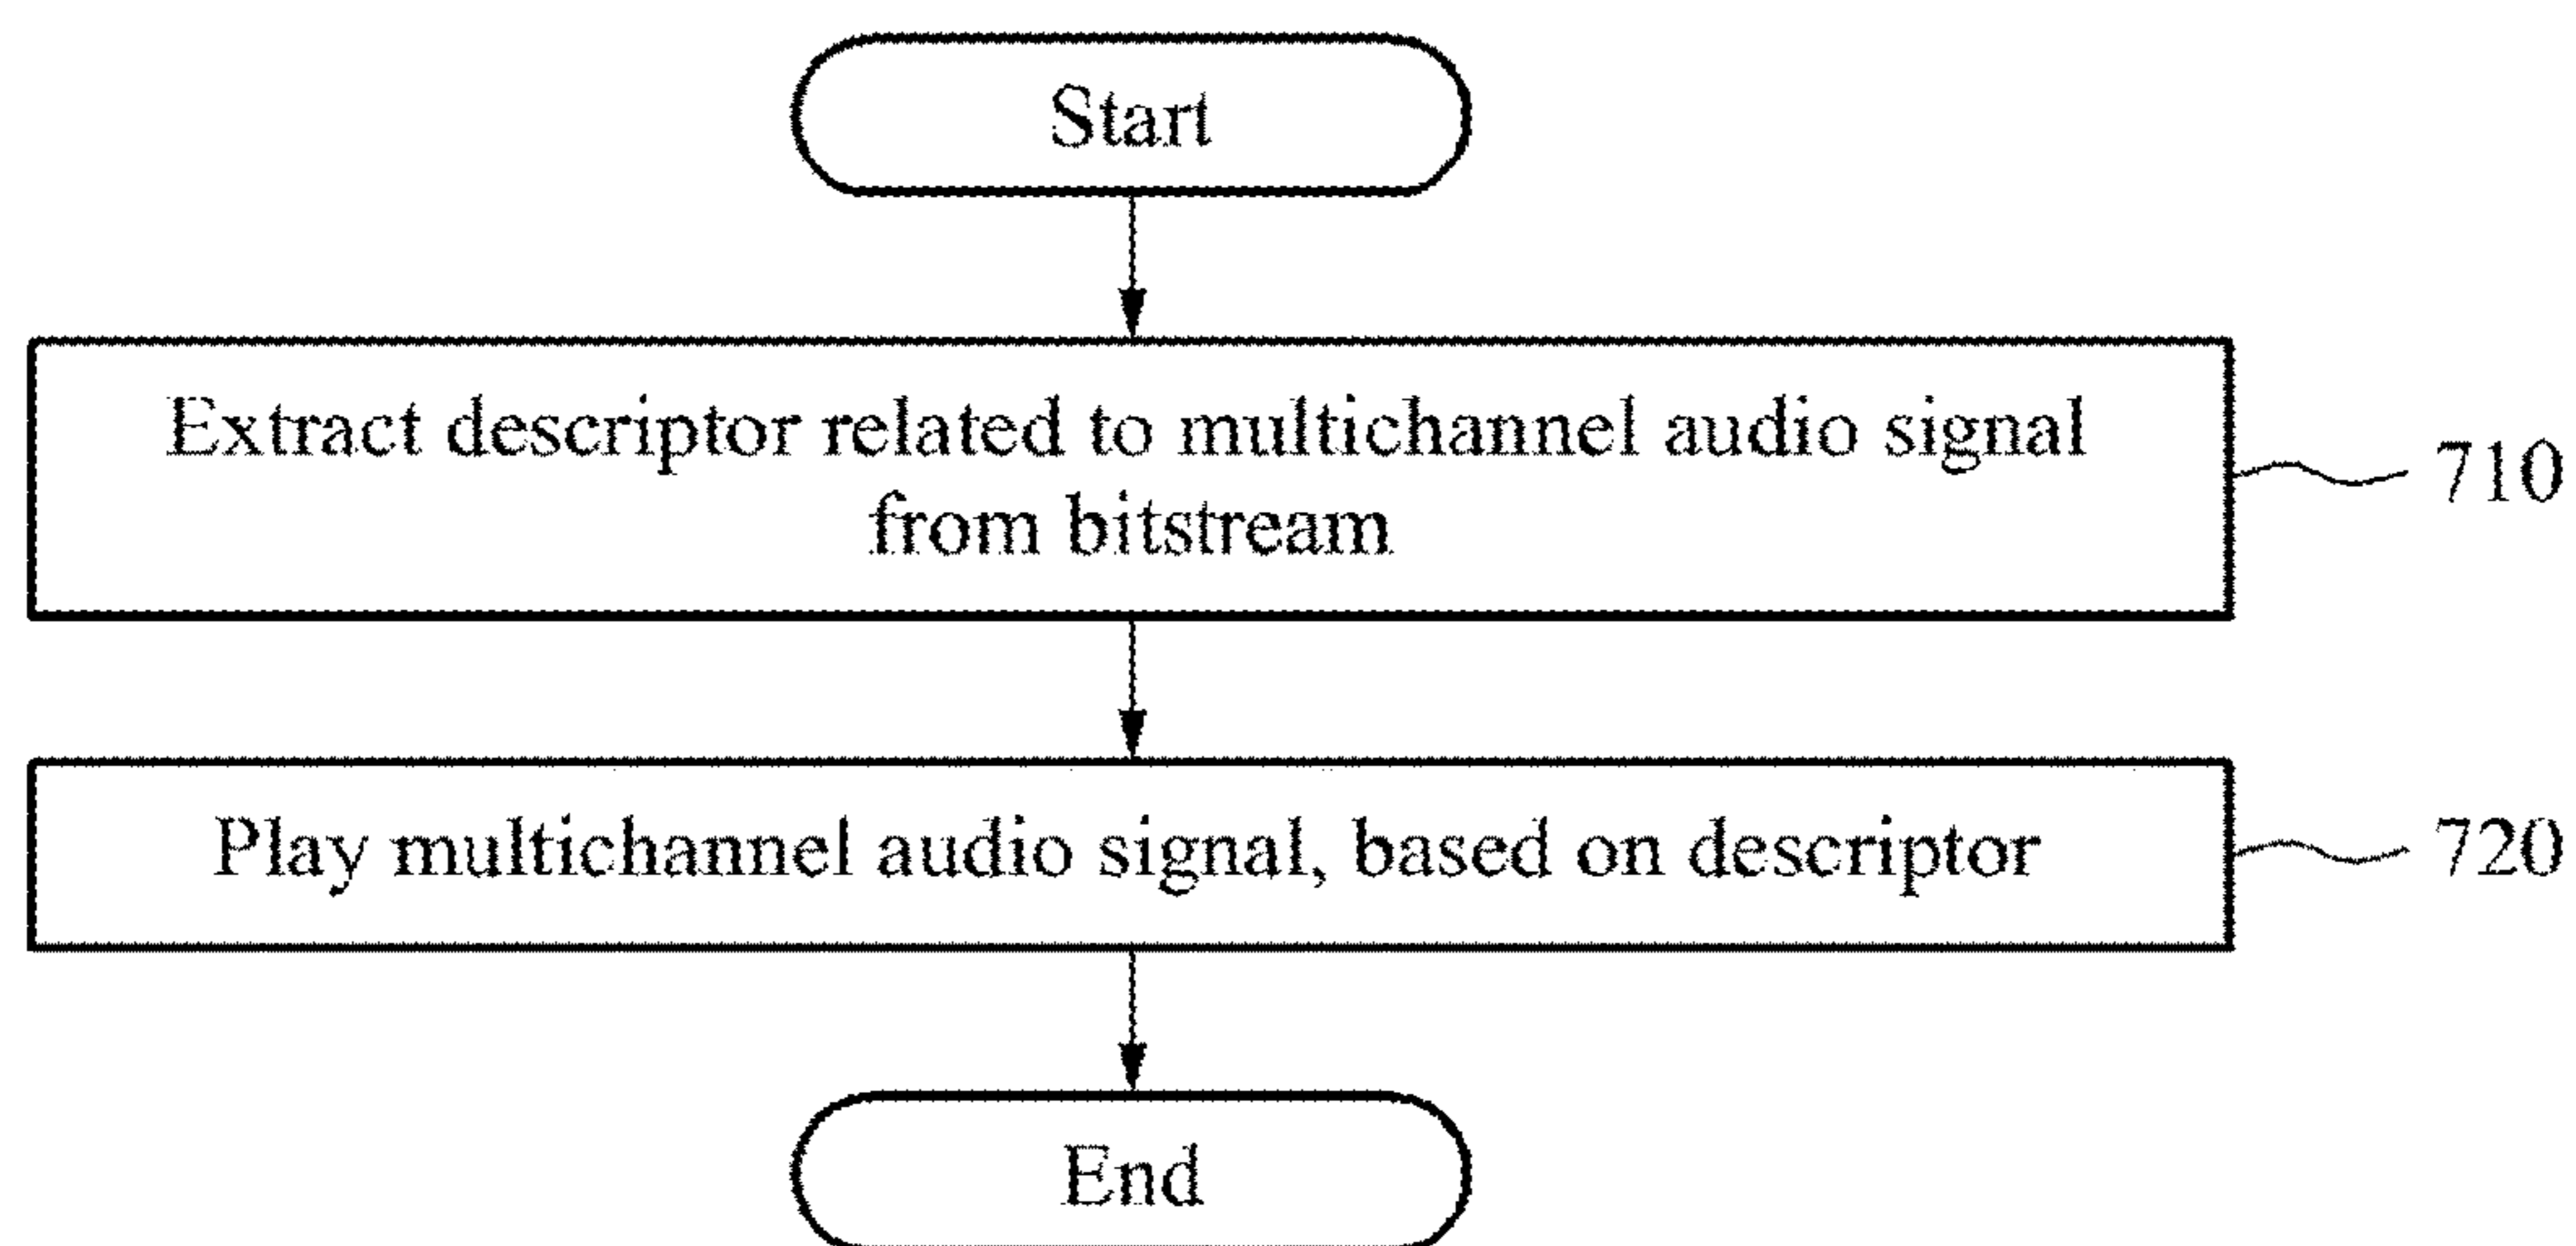 Start
Extract descriptor related to multichannel audio signal
from bitstream
710
Play multichannel audio signal, based on descriptor
720
End